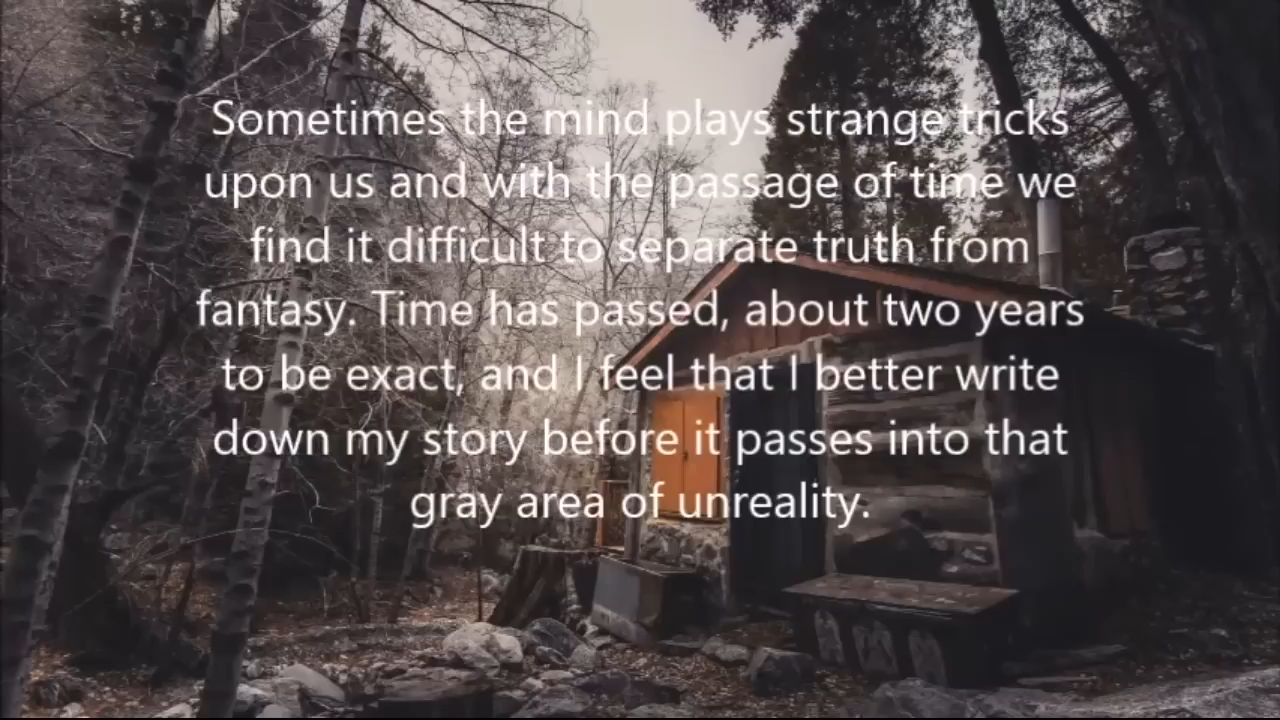 Sometimes the mind plays strange tricks
upon us and with the passage of time we
find it difficult to separate truth from
fantasy. Time has passed, about two years
to be exact, and I feel that I better write
down my story before it passes into that
gray area of unreality.